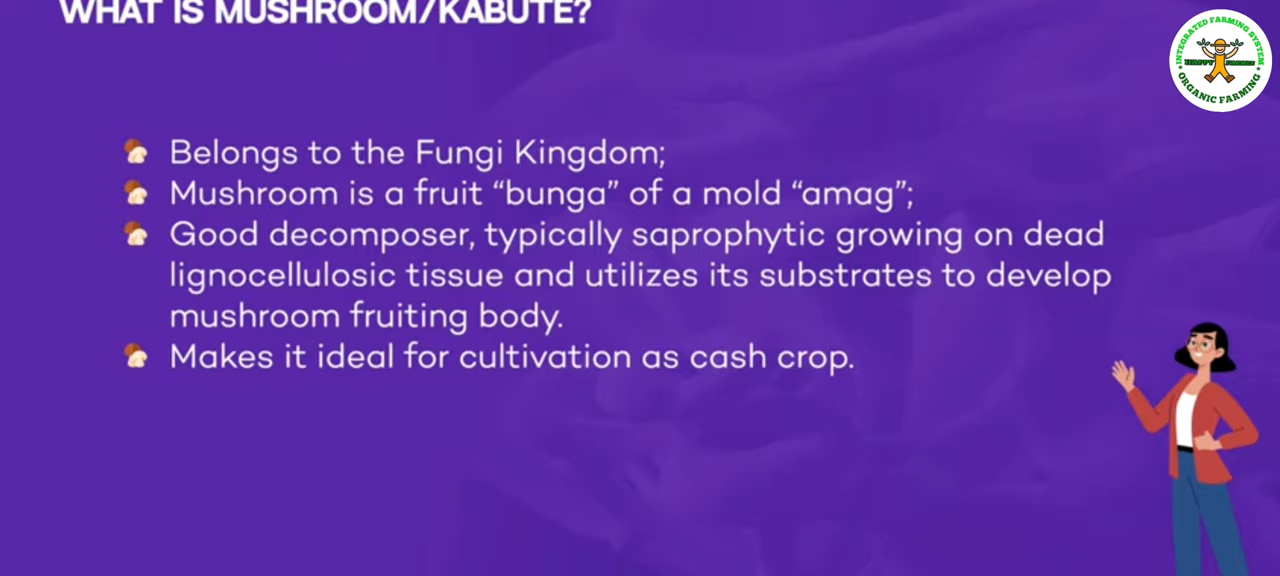 WHAT IS MUSHROOM/KABUTE?
INTEGRATED FARMING SYSTEM
HAPPY FARMER
ORGANIC FARMING
Belongs to the Fungi Kingdom;
Mushroom is a fruit “bunga” of a mold “amag”;
Good decomposer, typically saprophytic growing on dead
lignocellulosic tissue and utilizes its substrates to develop
mushroom fruiting body.
Makes it ideal for cultivation as cash crop.